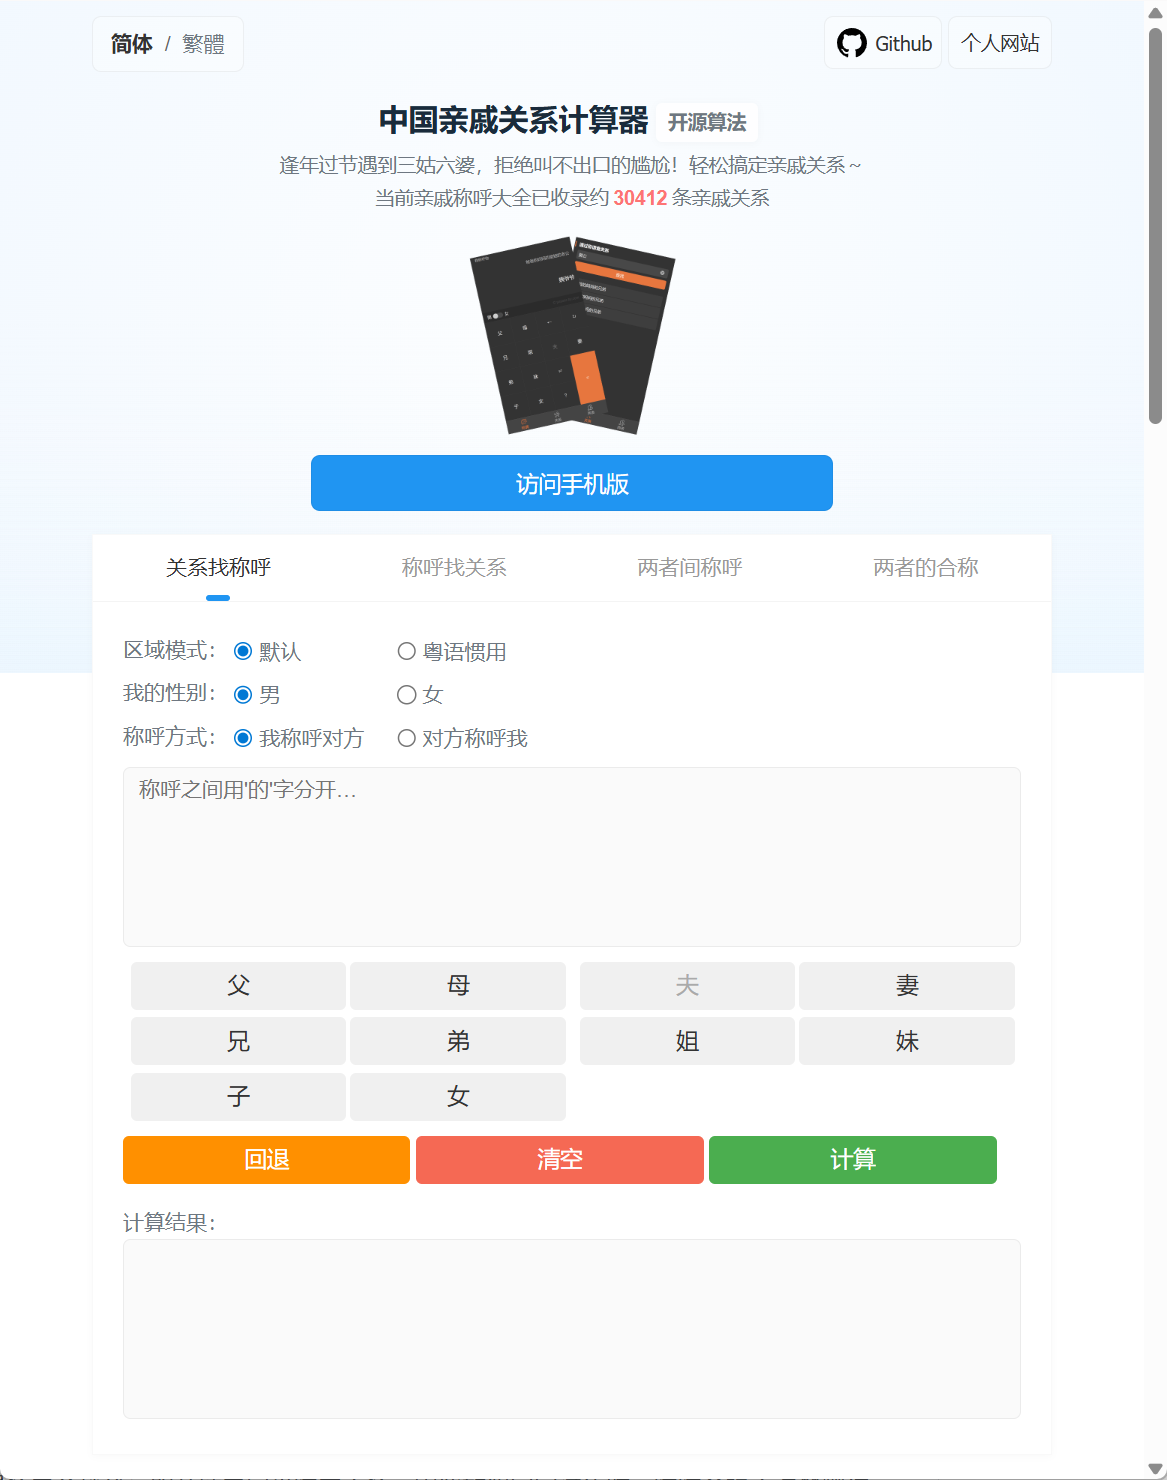 简体 / 繁體
Github
个人网站
中国亲戚关系计算器 开源算法
逢年过节遇到三姑六婆，拒绝叫不出口的尴尬！轻松搞定亲戚关系～
当前亲戚称呼大全已收录约 30412 条亲戚关系
访问手机版
关系找称呼 称呼找关系 两者间称呼 两者的合称
区域模式： 默认 粤语惯用
我的性别： 男 女
称呼方式： 我称呼对方 对方称呼我
称呼之间用'的'字分开…
父 母 夫 妻
兄 弟 姐 妹
子 女
回退 清空 计算
计算结果：